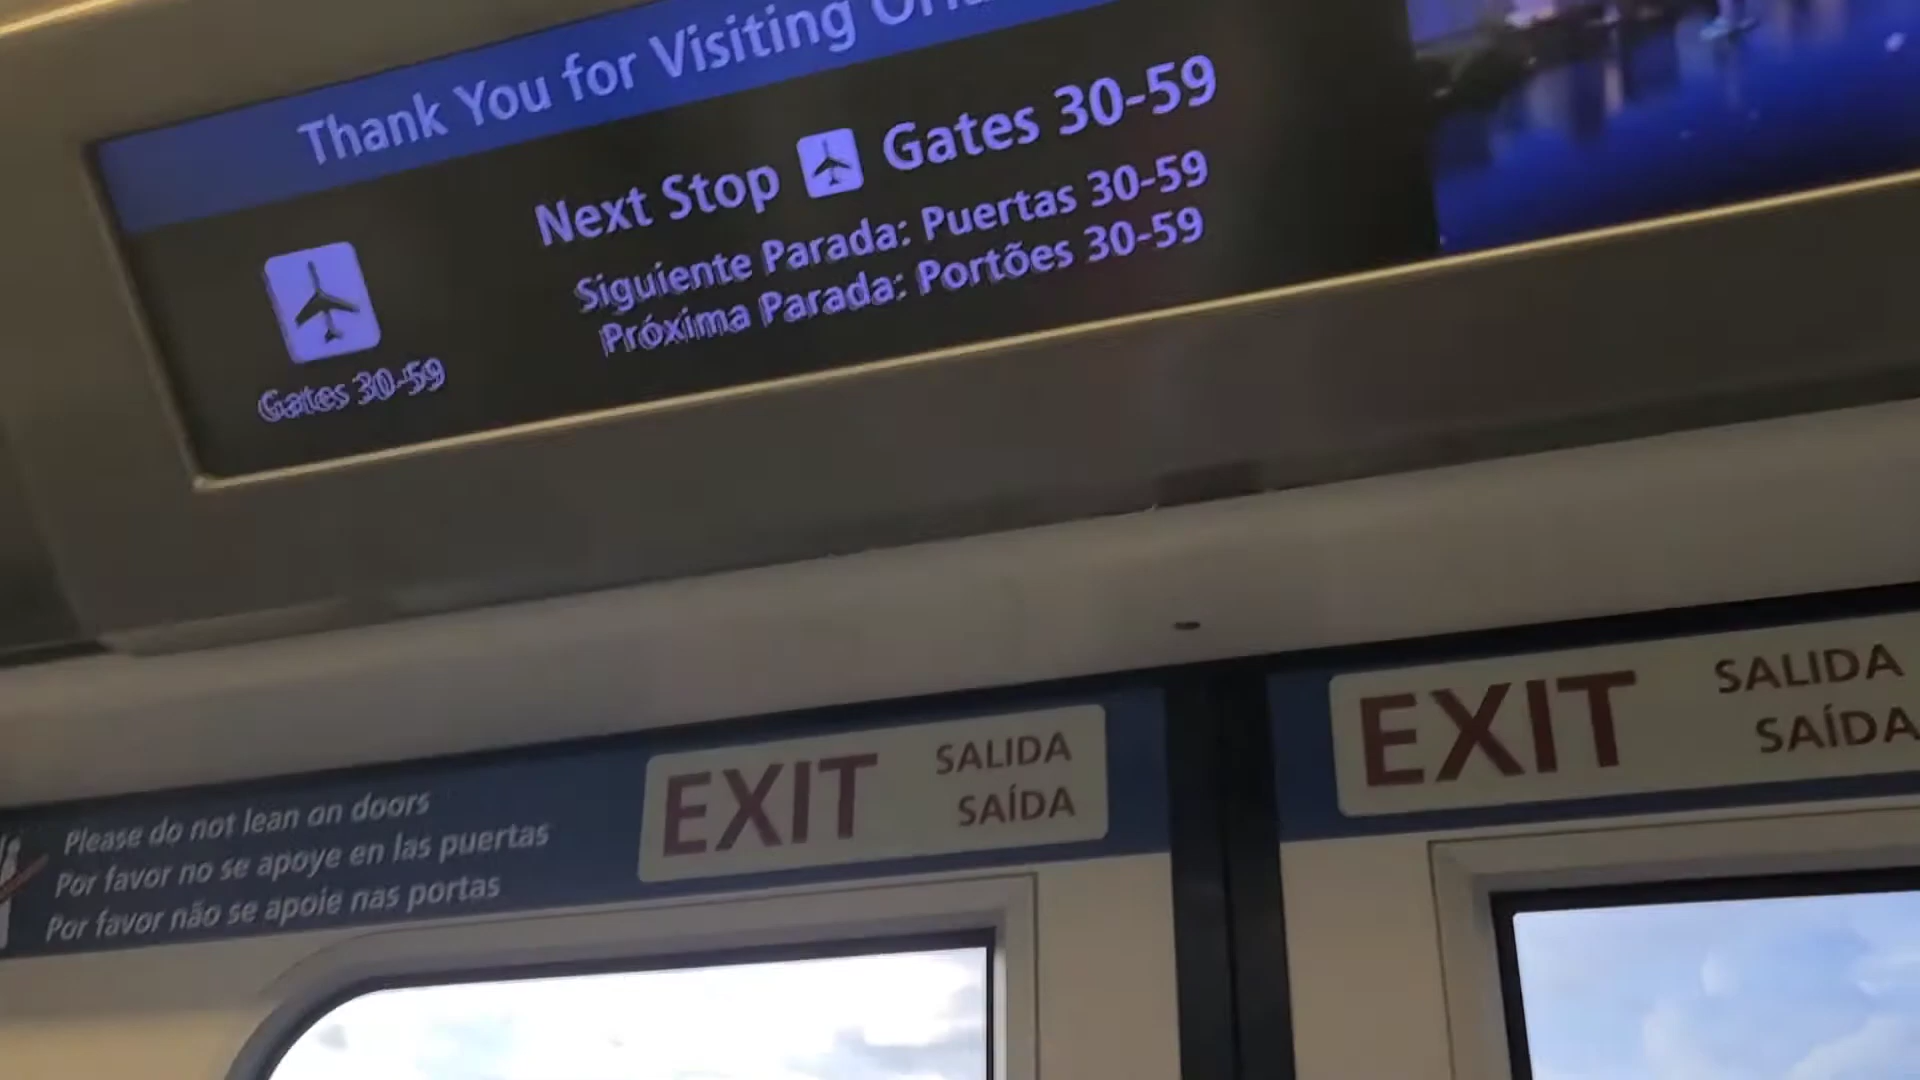 Thank You for Visiting
Next Stop Gates 30-59
Siguiente Parada: Puertas 30-59
Próxima Parada: Portões 30-59
Gates 30-59
EXIT SALIDA
SAÍDA
EXIT SALIDA
SAÍDA
Please do not lean on doors
Por favor no se apoye en las puertas
Por favor não se apoie nas portas